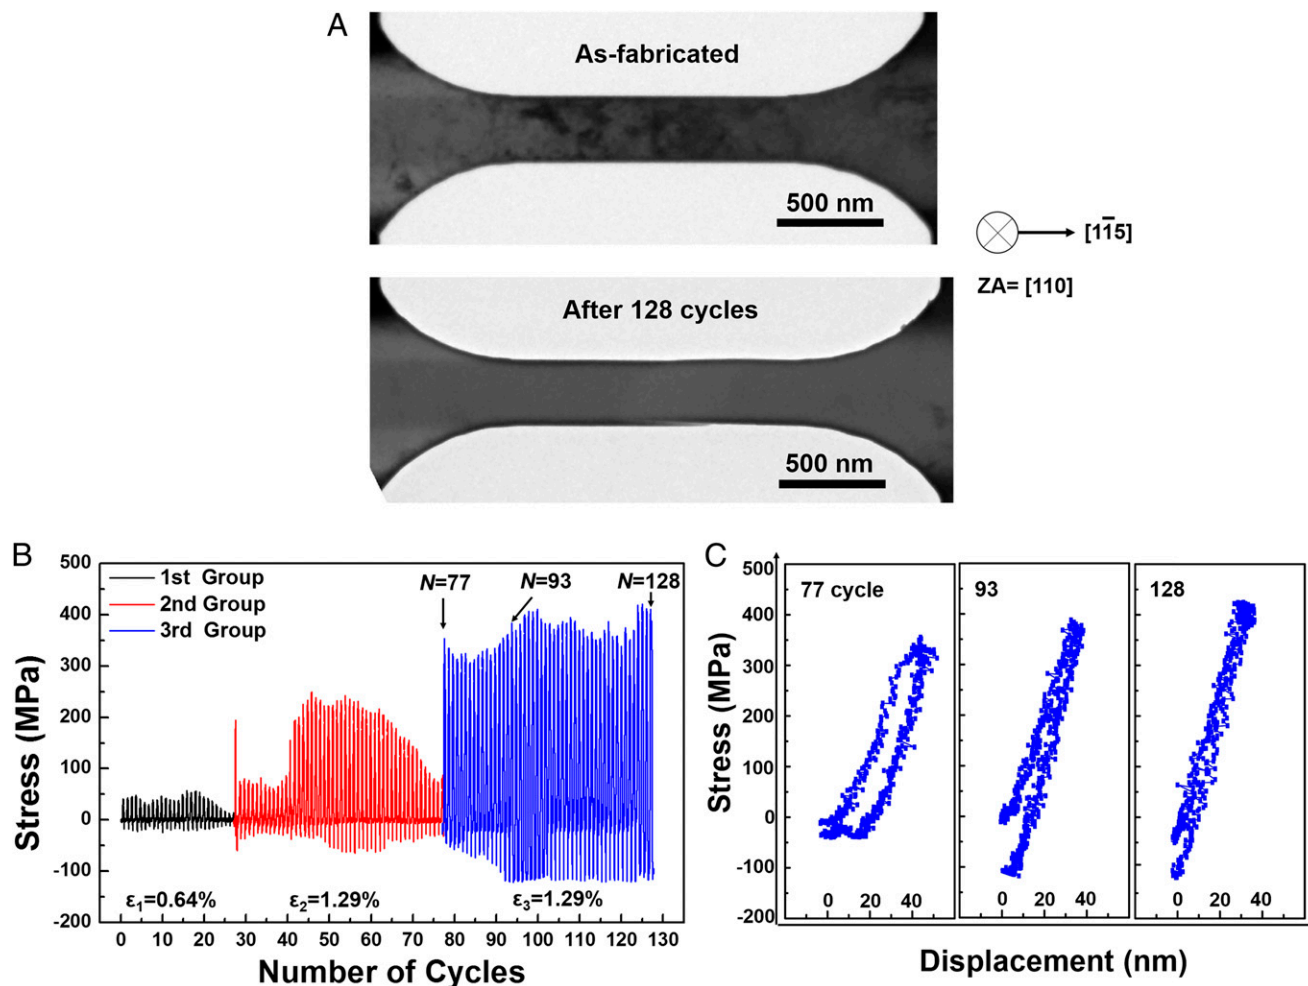 A
As-fabricated
500 nm
[11̅5]
ZA= [110]
After 128 cycles
500 nm
B
500
400
300
200
100
0
-100
-200
Stress (MPa)
1st Group
2nd Group
3rd Group
N=77
N=93
N=128
ε1=0.64%
ε2=1.29%
ε3=1.29%
0 10 20 30 40 50 60 70 80 90 100 110 120 130
Number of Cycles
C
500
400
300
200
100
0
-100
-200
Stress (MPa)
77 cycle
93
128
0 20 40
0 20 40
0 20 40
Displacement (nm)